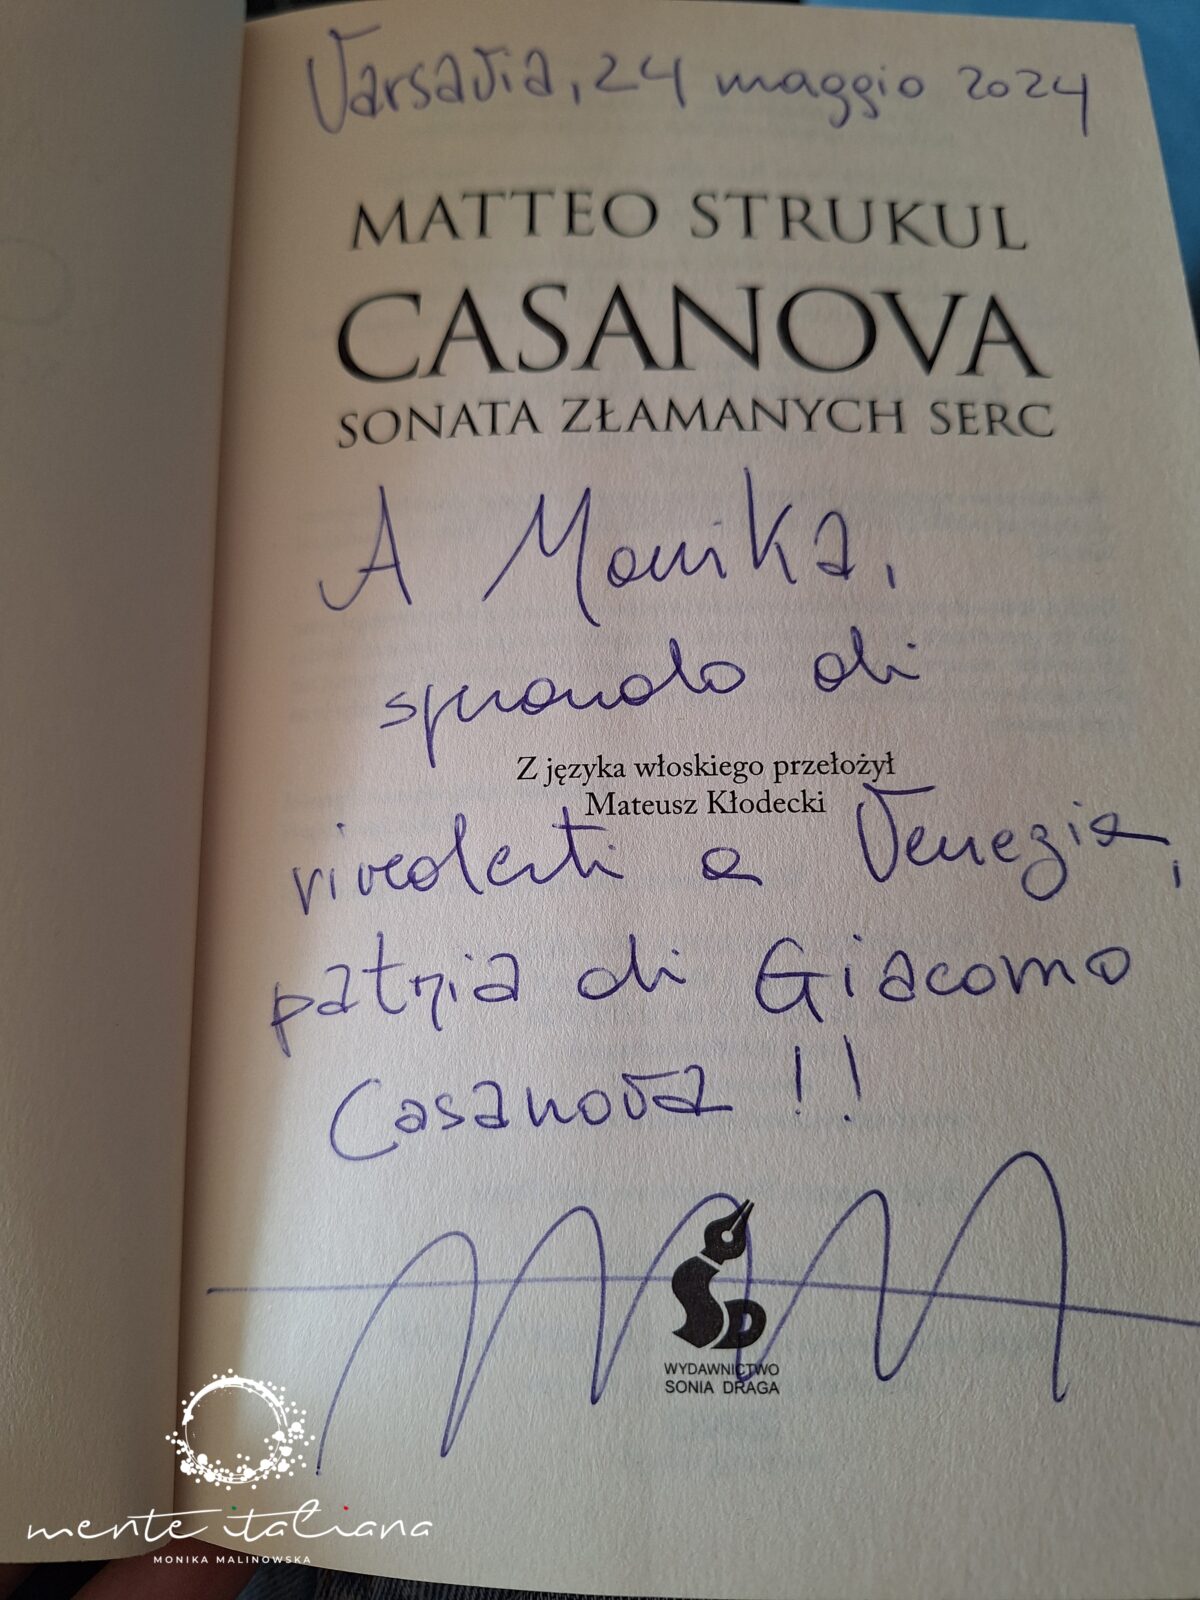 Varsavia, 24 maggio 2024
MATTEO STRUKUL
CASANOVA
SONATA ZŁAMANYCH SERC
A Monika,
sperando di
Z języka włoskiego przełożył
Mateusz Kłodecki
rivederti a Venezia,
patria di Giacomo
Casanova!!
SD
WYDAWNICTWO
SONIA DRAGA
mente italiana
MONIKA MALINOWSKA